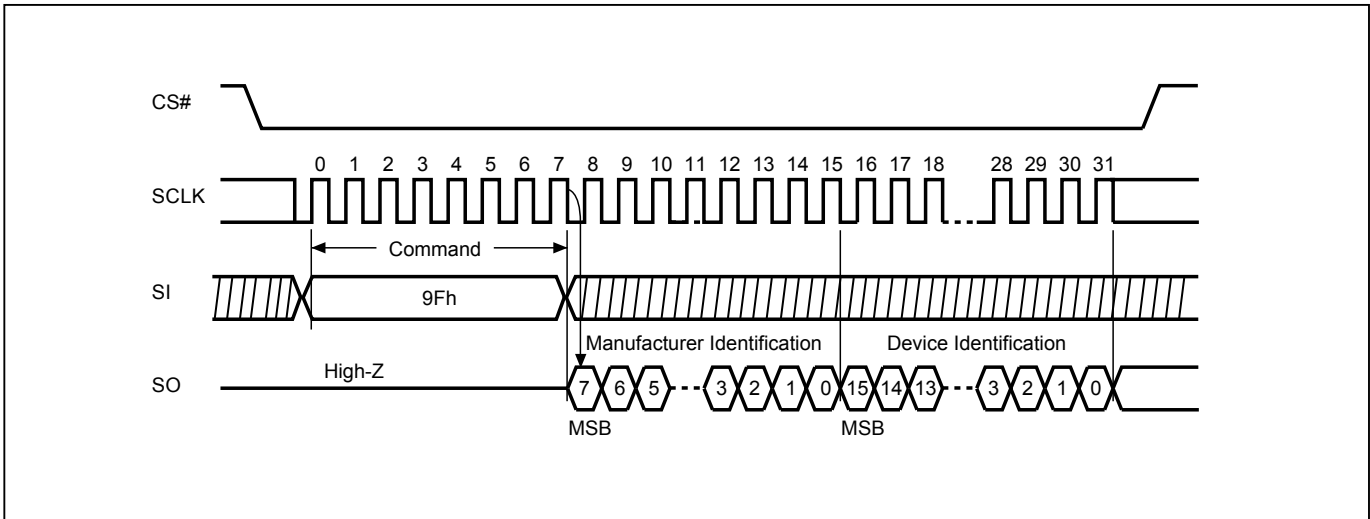 CS#
0 1 2 3 4 5 6 7 8 9 10 11 12 13 14 15 16 17 18 28 29 30 31
SCLK
Command
SI
9Fh
Manufacturer Identification Device Identification
High-Z
SO
7 6 5 3 2 1 0 15 14 13 3 2 1 0
MSB MSB